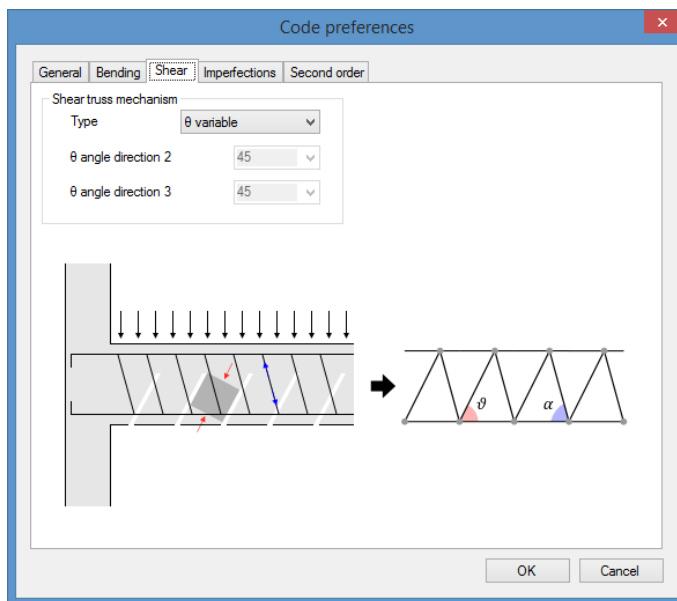 Code preferences
General Bending Shear Imperfections Second order
Shear truss mechanism
Type θ variable
θ angle direction 2 45
θ angle direction 3 45
ϑ α
OK Cancel